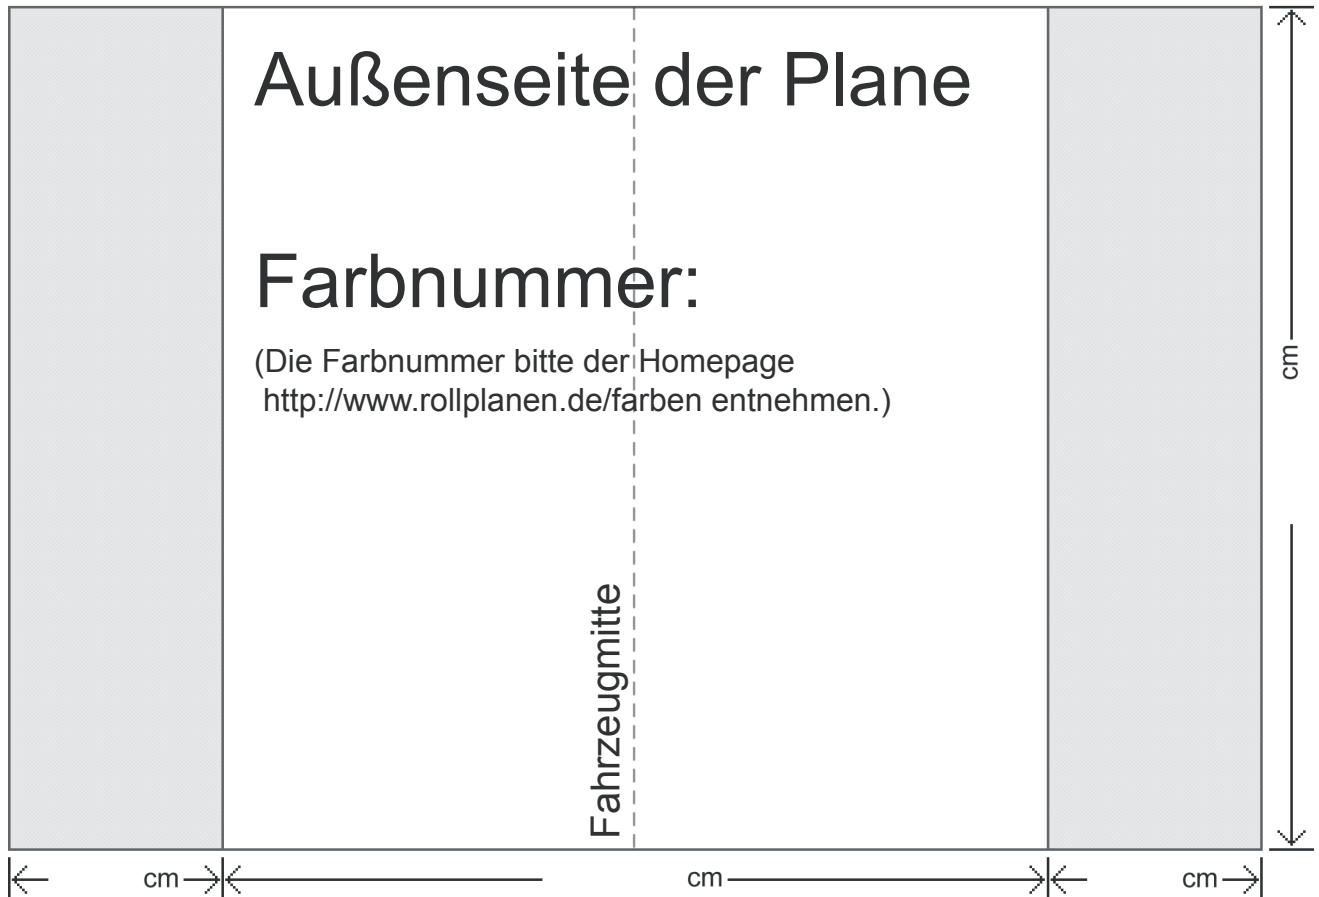 Außenseite der Plane
Farbnummer:
(Die Farbnummer bitte der Homepage
http://www.rollplanen.de/farben entnehmen.)
cm
Fahrzeugmitte
cm
cm
cm